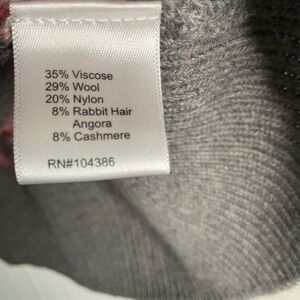 35% Viscose
29% Wool
20% Nylon
8% Rabbit Hair
Angora
8% Cashmere
RN#104386